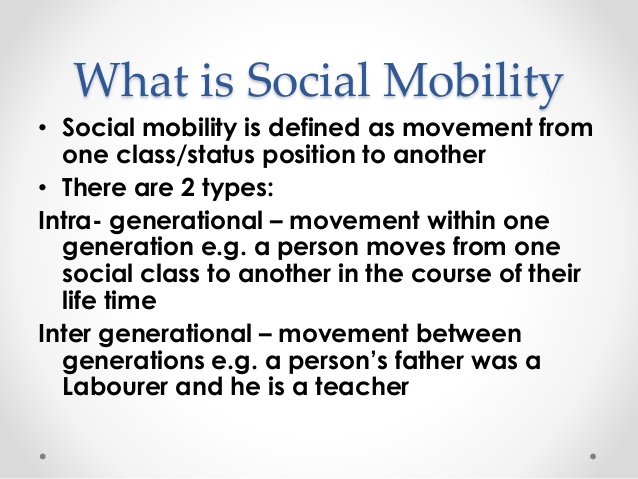 What is Social Mobility
• Social mobility is defined as movement from
one class/status position to another
• There are 2 types:
Intra- generational – movement within one
generation e.g. a person moves from one
social class to another in the course of their
life time
Inter generational – movement between
generations e.g. a person’s father was a
Labourer and he is a teacher